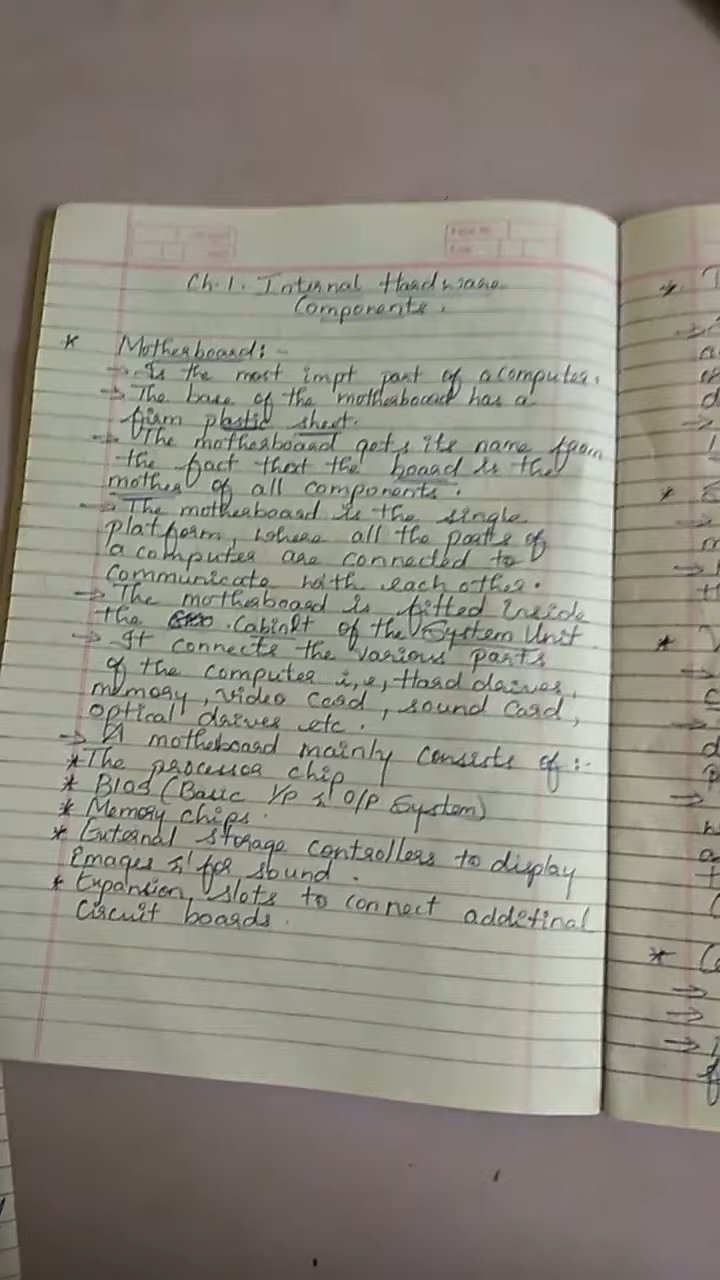 Ch.1. Internal Hardware
Components.
* Motherboard:-
→ Is the most impt part of a computer.
→ The base of the motherboard has a
firm plastic sheet.
→ The motherboard gets its name from
the fact that the board is the
mother of all components.
→ The motherboard is the single
platform, where all the parts of
a computer are connected to
communicate with each other.
→ The motherboard is fitted inside
the Cabinet of the System Unit
→ It connects the various parts
of the computer i,e, Hard drives,
memory, video card, sound card,
optical drives etc.
→ A motheboard mainly consists of :-
* The processor chip
* Bios (Basic I/P & O/P System)
* Memory chips.
* External storage controllers to display
Images & for sound.
* Expansion, slots to connect additinal
Circuit boards.